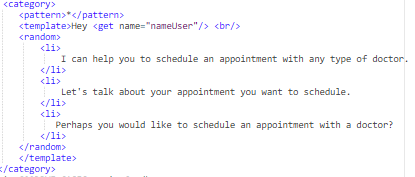 <category>
<pattern>*</pattern>
<template>Hey <get name="nameUser"/> <br/>
<random>
<li>
I can help you to schedule an appointment with any type of doctor.
</li>
<li>
Let's talk about your appointment you want to schedule.
</li>
<li>
Perhaps you would like to schedule an appointment with a doctor?
</li>
</random>
</template>
</category>